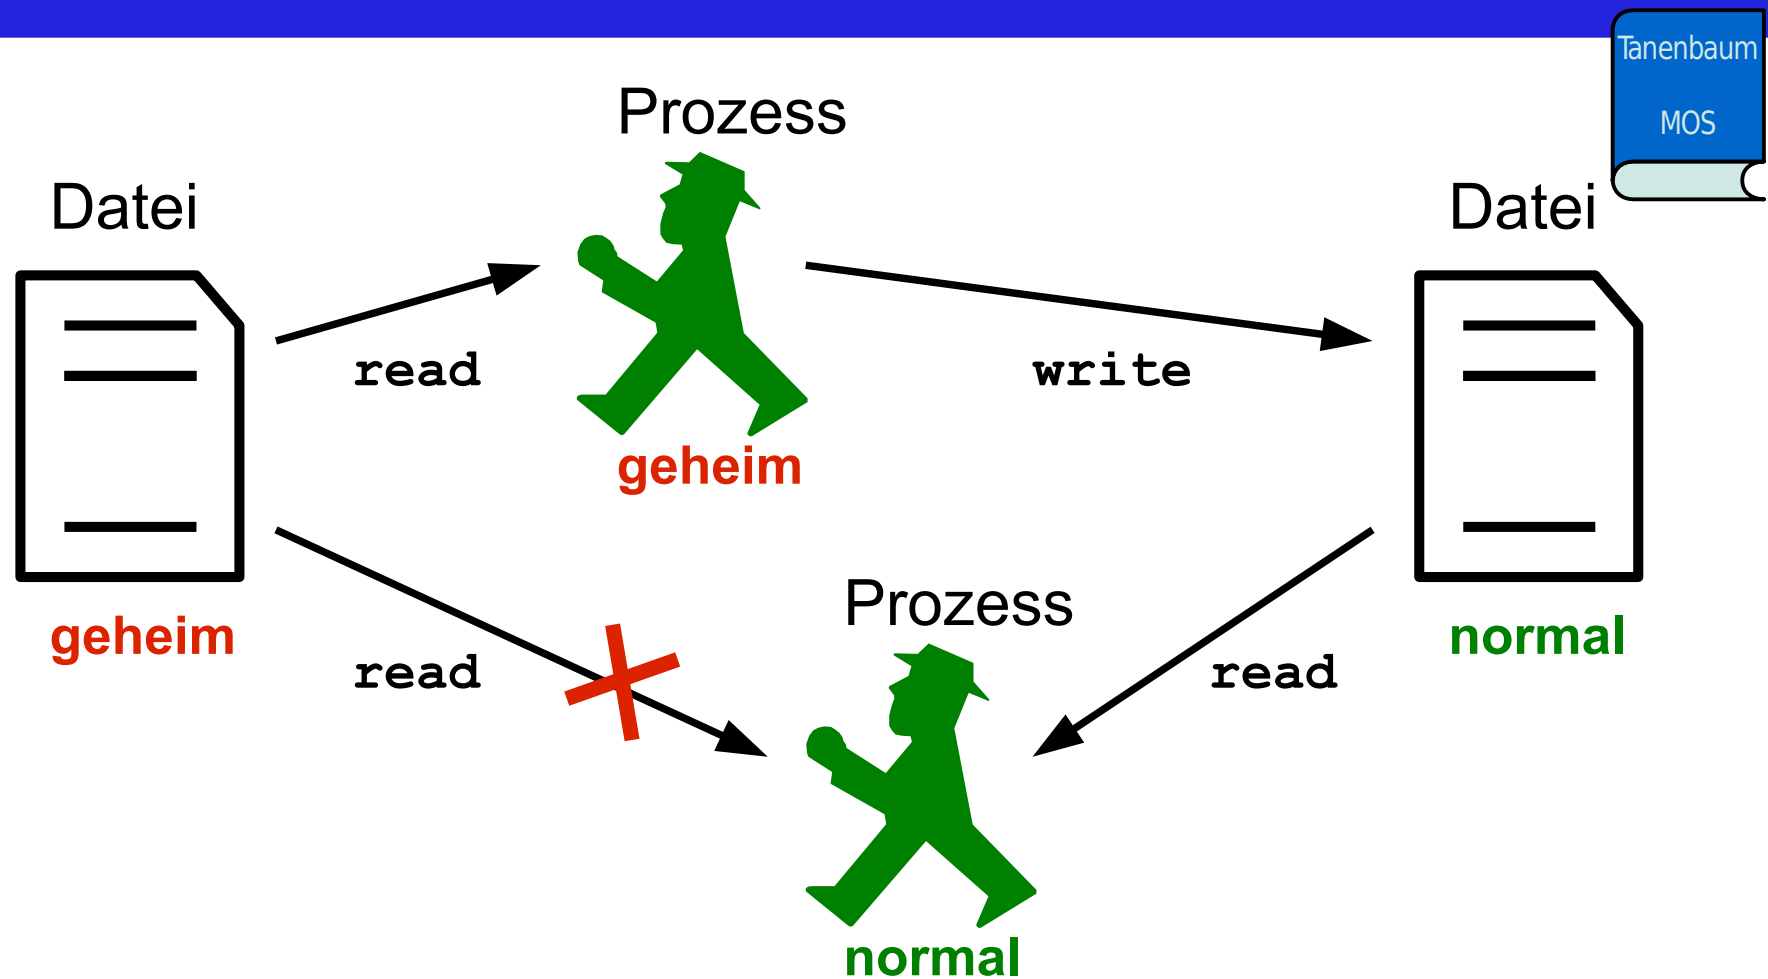 Tanenbaum
MOS
Prozess
Datei
Datei
read
write
geheim
Prozess
geheim
normal
read
read
normal